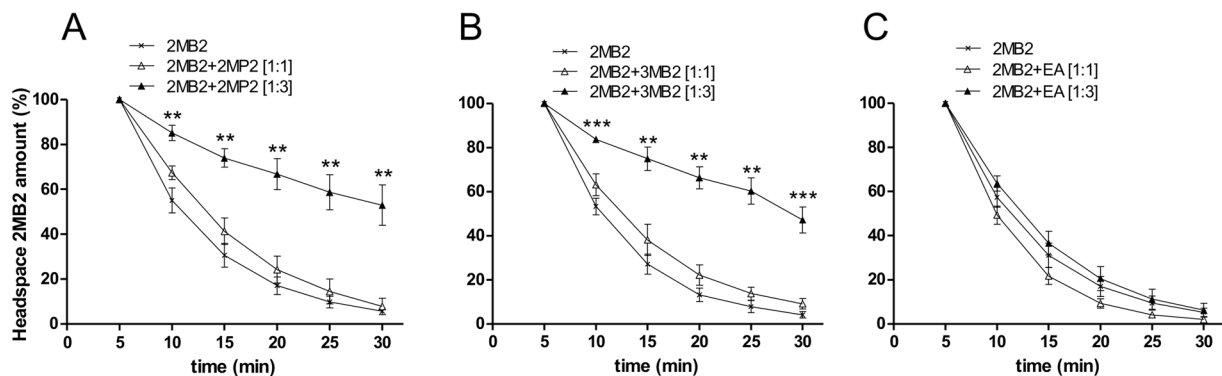 A
2MB2
2MB2+2MP2 [1:1]
2MB2+2MP2 [1:3]
Headspace 2MB2 amount (%)
100
80
60
40
20
0
** ** ** ** **
0 5 10 15 20 25 30
time (min)
B
2MB2
2MB2+3MB2 [1:1]
2MB2+3MB2 [1:3]
100
80
60
40
20
0
*** ** ** ** ***
0 5 10 15 20 25 30
time (min)
C
2MB2
2MB2+EA [1:1]
2MB2+EA [1:3]
100
80
60
40
20
0
0 5 10 15 20 25 30
time (min)